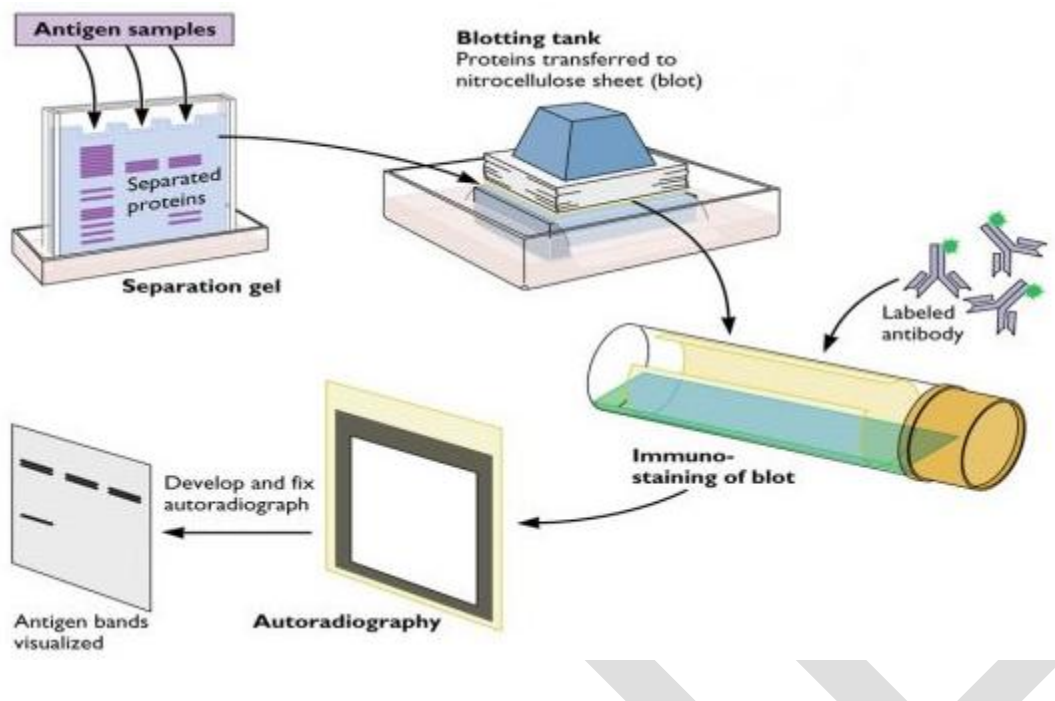 Antigen samples
Blotting tank
Proteins transferred to
nitrocellulose sheet (blot)
Separated
proteins
Separation gel
Labeled
antibody
Immuno-
staining of blot
Develop and fix
autoradiograph
Antigen bands
visualized
Autoradiography